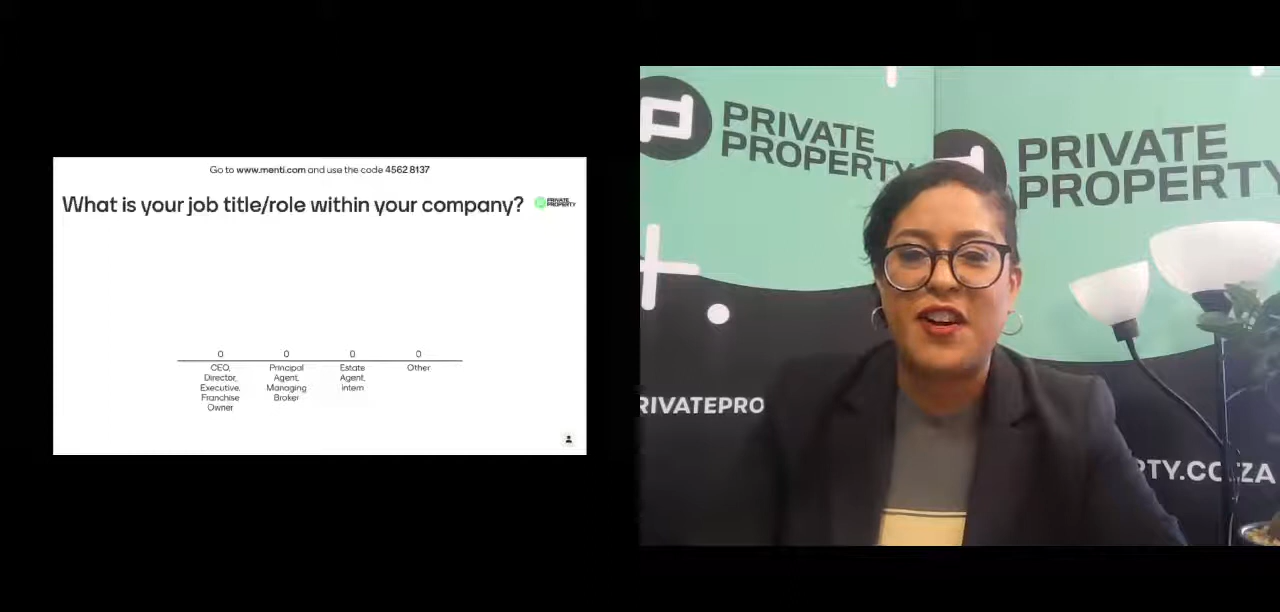 Go to www.menti.com and use the code 4562 8137
What is your job title/role within your company?
PRIVATE
PROPERTY
0
0
0
0
CEO,
Director,
Executive,
Franchise
Owner
Principal
Agent,
Managing
Broker
Estate
Agent,
intern
Other
PRIVATE
PROPERTY
PRIVATE
PROPERTY
RIVATEPRO
RTY.CO.ZA